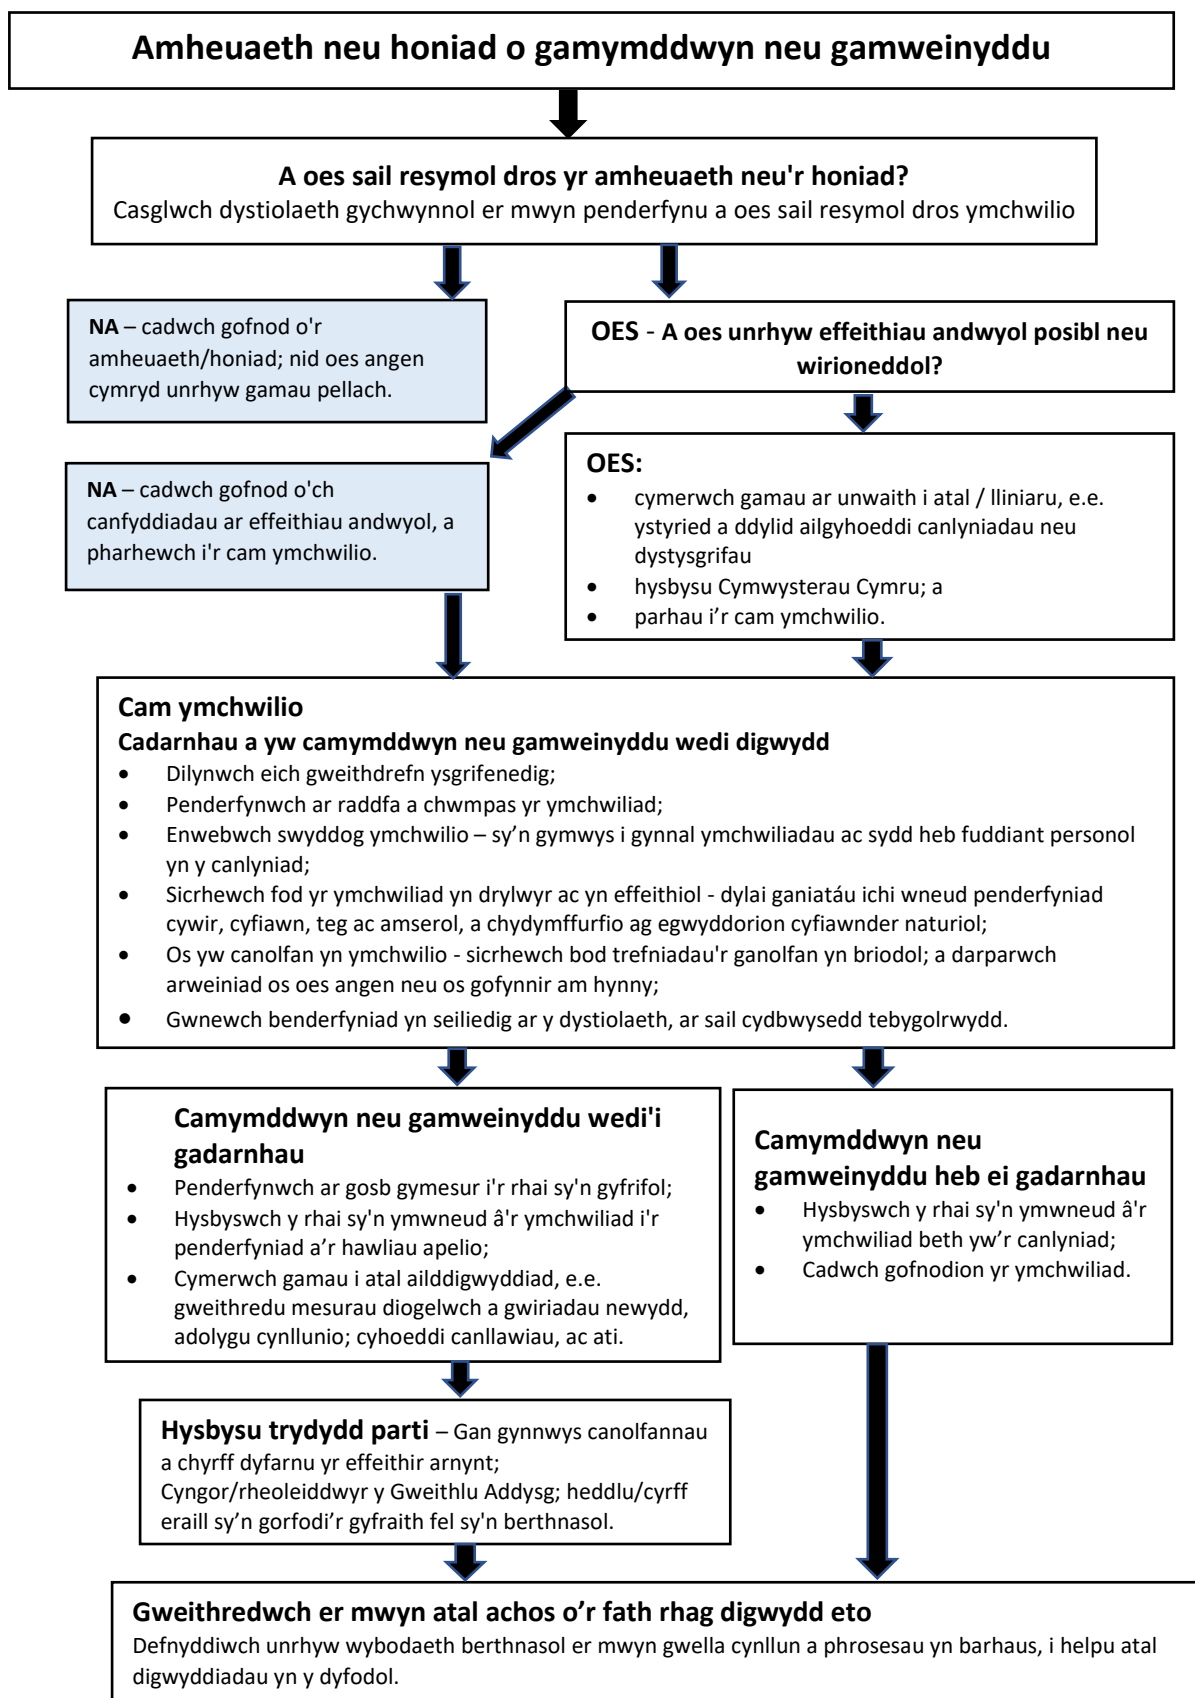 Amheuaeth neu honiad o gamymddwyn neu gamweinyddu
A oes sail resymol dros yr amheuaeth neu'r honiad?
Casglwch dystiolaeth gychwynnol er mwyn penderfynu a oes sail resymol dros ymchwilio
NA – cadwch gofnod o'r
amheuaeth/honiad; nid oes angen
cymryd unrhyw gamau pellach.
OES - A oes unrhyw effeithiau andwyol posibl neu
wirioneddol?
NA – cadwch gofnod o'ch
canfyddiadau ar effeithiau andwyol, a
pharhewch i'r cam ymchwilio.
OES:
• cymerwch gamau ar unwaith i atal / lliniaru, e.e.
ystyried a ddylid ailgyhoeddi canlyniadau neu
dystysgrifau
• hysbysu Cymwysterau Cymru; a
• parhau i’r cam ymchwilio.
Cam ymchwilio
Cadarnhau a yw camymddwyn neu gamweinyddu wedi digwydd
• Dilynwch eich gweithdrefn ysgrifenedig;
• Penderfynwch ar raddfa a chwmpas yr ymchwiliad;
• Enwebwch swyddog ymchwilio – sy’n gymwys i gynnal ymchwiliadau ac sydd heb fuddiant personol
yn y canlyniad;
• Sicrhewch fod yr ymchwiliad yn drylwyr ac yn effeithiol - dylai ganiatáu ichi wneud penderfyniad
cywir, cyfiawn, teg ac amserol, a chydymffurfio ag egwyddorion cyfiawnder naturiol;
• Os yw canolfan yn ymchwilio - sicrhewch bod trefniadau'r ganolfan yn briodol; a darparwch
arweiniad os oes angen neu os gofynnir am hynny;
• Gwnewch benderfyniad yn seiliedig ar y dystiolaeth, ar sail cydbwysedd tebygolrwydd.
Camymddwyn neu gamweinyddu wedi'i
gadarnhau
• Penderfynwch ar gosb gymesur i'r rhai sy'n gyfrifol;
• Hysbyswch y rhai sy'n ymwneud â'r ymchwiliad i'r
penderfyniad a’r hawliau apelio;
• Cymerwch gamau i atal ailddigwyddiad, e.e.
gweithredu mesurau diogelwch a gwiriadau newydd,
adolygu cynllunio; cyhoeddi canllawiau, ac ati.
Camymddwyn neu
gamweinyddu heb ei gadarnhau
• Hysbyswch y rhai sy'n ymwneud â'r
ymchwiliad beth yw’r canlyniad;
• Cadwch gofnodion yr ymchwiliad.
Hysbysu trydydd parti – Gan gynnwys canolfannau
a chyrff dyfarnu yr effeithir arnynt;
Cyngor/rheoleiddwyr y Gweithlu Addysg; heddlu/cyrff
eraill sy’n gorfodi’r gyfraith fel sy'n berthnasol.
Gweithredwch er mwyn atal achos o’r fath rhag digwydd eto
Defnyddiwch unrhyw wybodaeth berthnasol er mwyn gwella cynllun a phrosesau yn barhaus, i helpu atal
digwyddiadau yn y dyfodol.